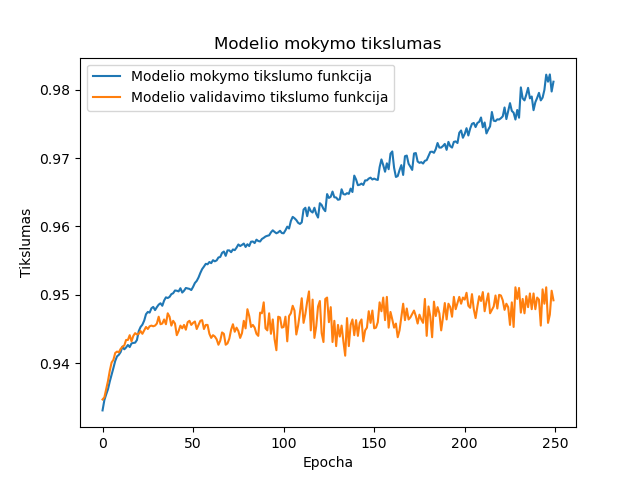 Modelio mokymo tikslumas
Modelio mokymo tikslumo funkcija
Modelio validavimo tikslumo funkcija
0.98
0.97
0.96
0.95
0.94
Tikslumas
0 50 100 150 200 250
Epocha